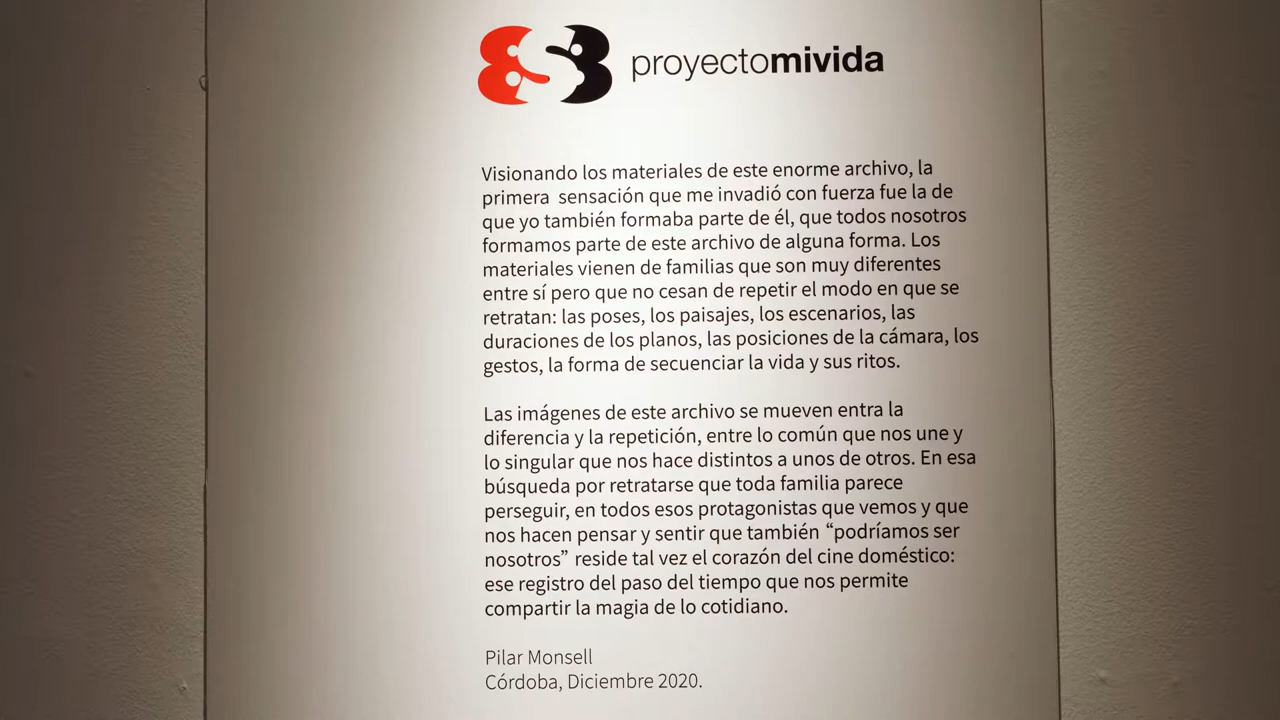 proyectomivida
Visionando los materiales de este enorme archivo, la
primera  sensación que me invadió con fuerza fue la de
que yo también formaba parte de él, que todos nosotros
formamos parte de este archivo de alguna forma. Los
materiales vienen de familias que son muy diferentes
entre sí pero que no cesan de repetir el modo en que se
retratan: las poses, los paisajes, los escenarios, las
duraciones de los planos, las posiciones de la cámara, los
gestos, la forma de secuenciar la vida y sus ritos.
Las imágenes de este archivo se mueven entra la
diferencia y la repetición, entre lo común que nos une y
lo singular que nos hace distintos a unos de otros. En esa
búsqueda por retratarse que toda familia parece
perseguir, en todos esos protagonistas que vemos y que
nos hacen pensar y sentir que también “podríamos ser
nosotros” reside tal vez el corazón del cine doméstico:
ese registro del paso del tiempo que nos permite
compartir la magia de lo cotidiano.
Pilar Monsell
Córdoba, Diciembre 2020.